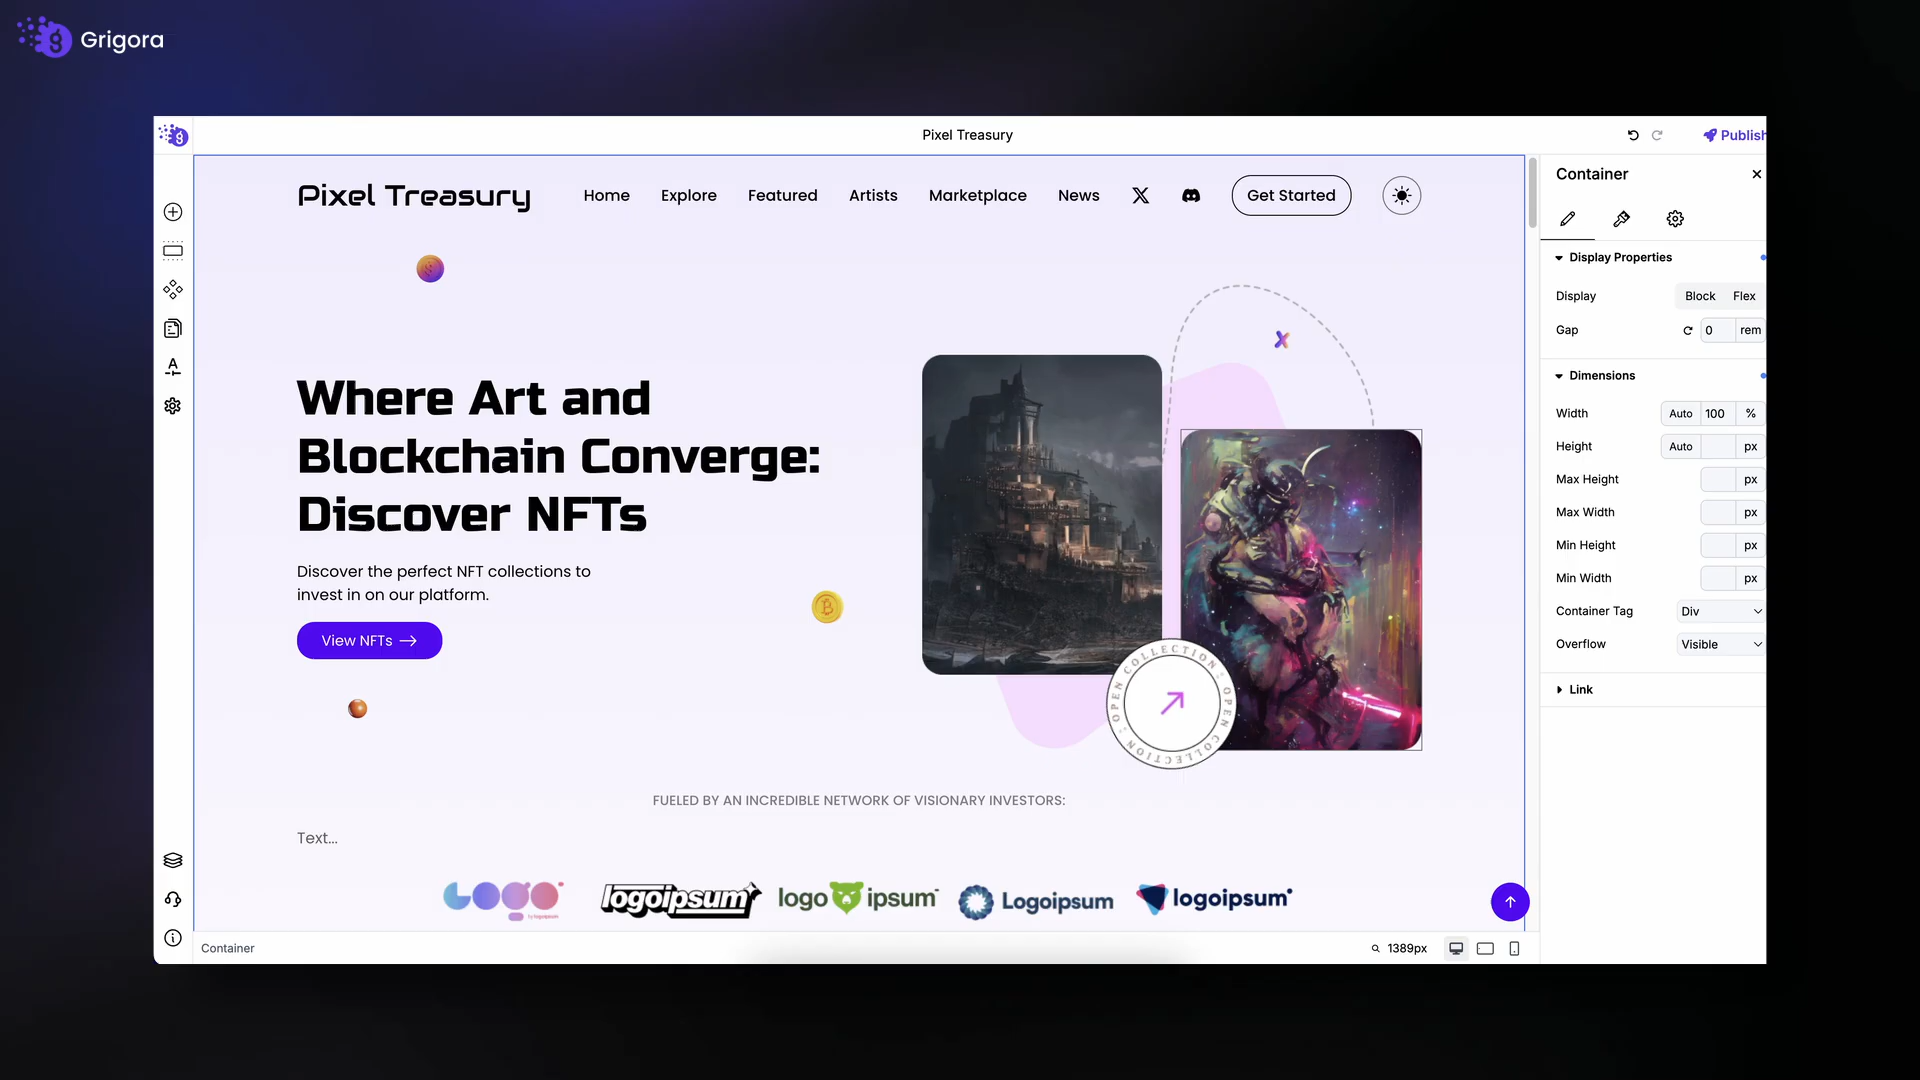 Grigora
Pixel Treasury
Publish
Pixel Treasury
Home
Explore
Featured
Artists
Marketplace
News
Get Started
Where Art and
Blockchain Converge:
Discover NFTs
Discover the perfect NFT collections to
invest in on our platform.
View NFTs
OPEN COLLECTION : OPEN COLLECTION :
FUELED BY AN INCREDIBLE NETWORK OF VISIONARY INVESTORS:
Text...
LOGO
by logoipsum
logoipsum
logo ipsum
Logoipsum
logoipsum
Container
1389px
Container
Display Properties
Display
Block
Flex
Gap
0
rem
Dimensions
Width
Auto
100
%
Height
Auto
px
Max Height
px
Max Width
px
Min Height
px
Min Width
px
Container Tag
Div
Overflow
Visible
Link